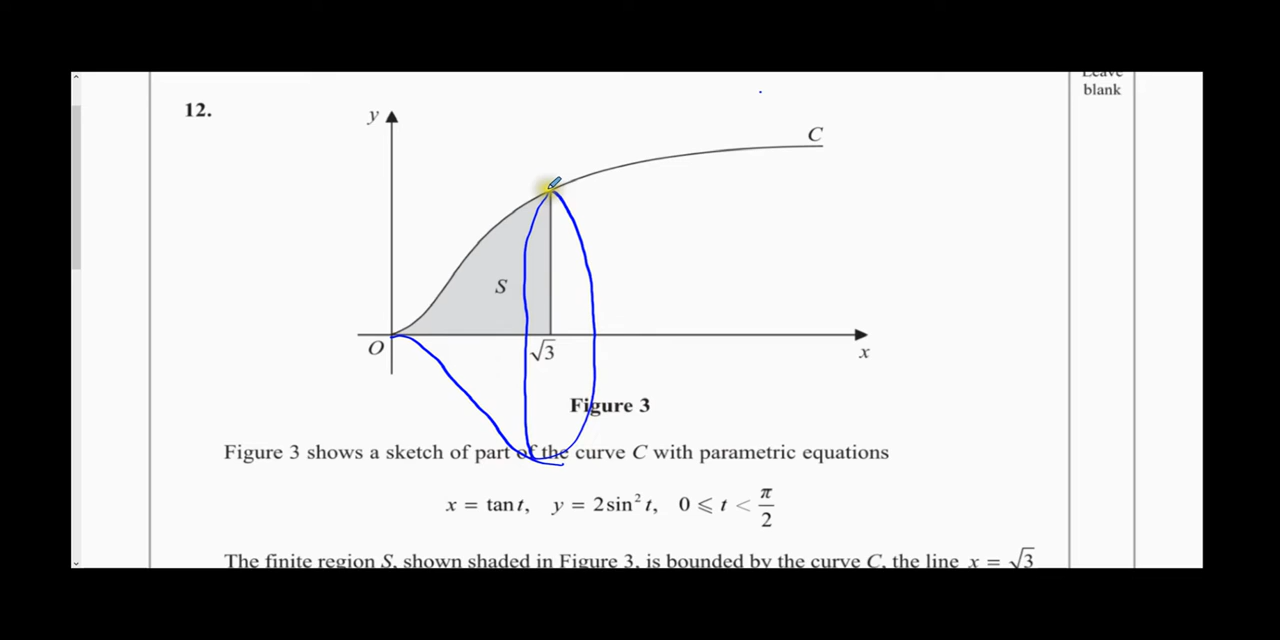 Leave
blank
12.
y
C
S
O
√3
x
Figure 3
Figure 3 shows a sketch of part of the curve C with parametric equations
x = tan t, y = 2 sin² t, 0 ⩽ t < π/2
The finite region S, shown shaded in Figure 3, is bounded by the curve C, the line x = √3